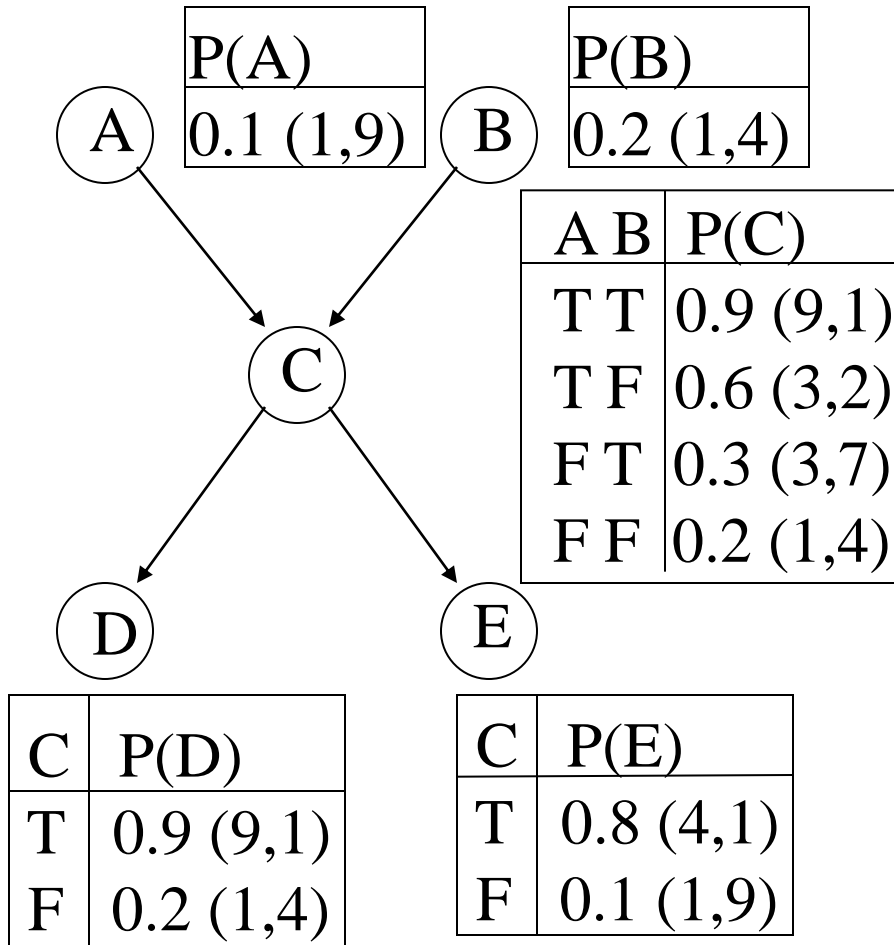 P(A)
0.1 (1,9)
P(B)
0.2 (1,4)
A
B
A B P(C)
T T 0.9 (9,1)
T F 0.6 (3,2)
F T 0.3 (3,7)
F F 0.2 (1,4)
C
D
E
C P(D)
T 0.9 (9,1)
F 0.2 (1,4)
C P(E)
T 0.8 (4,1)
F 0.1 (1,9)